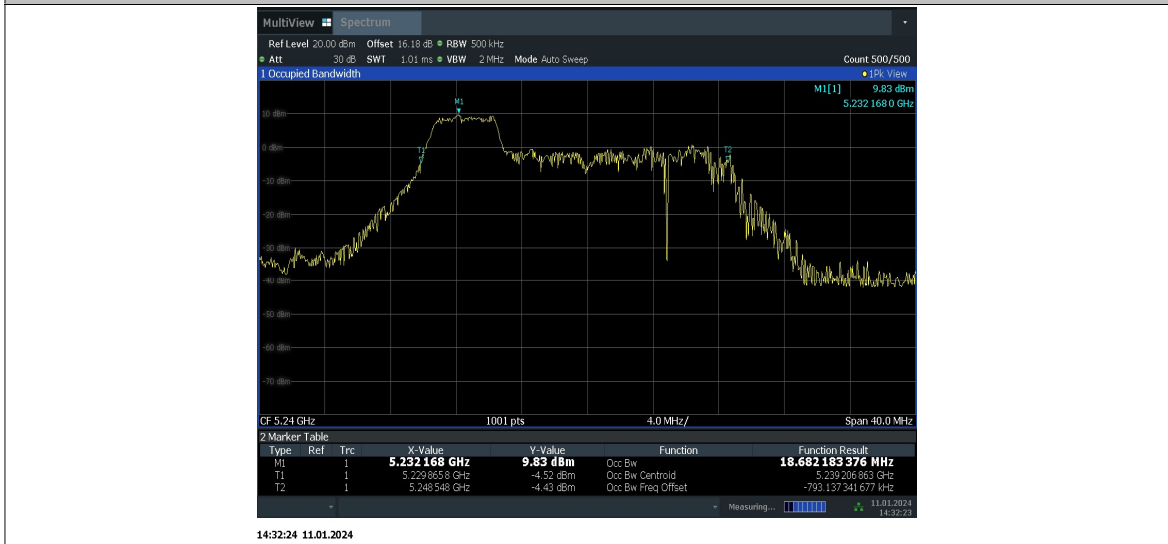 MultiView Spectrum
Ref Level 20.00 dBm Offset 16.18 dB RBW 500 kHz
Att 30 dB SWT 1.01 ms VBW 2 MHz Mode Auto Sweep Count 500/500
1 Occupied Bandwidth 1Pk View
M1[1] 9.83 dBm
5.232 168 0 GHz
M1
10 dBm
0 dBm
T1
T2
-10 dBm
-20 dBm
-30 dBm
-40 dBm
-50 dBm
-60 dBm
-70 dBm
CF 5.24 GHz 1001 pts 4.0 MHz/ Span 40.0 MHz
2 Marker Table
Type Ref Trc X-Value Y-Value Function Function Result
M1 1 5.232 168 GHz 9.83 dBm Occ Bw 18.682 183 376 MHz
T1 1 5.229 865 8 GHz -4.52 dBm Occ Bw Centroid 5.239 206 863 GHz
T2 1 5.248 548 GHz -4.43 dBm Occ Bw Freq Offset -793.137 341 677 kHz
Measuring... 11.01.2024
14:32:23
14:32:24 11.01.2024